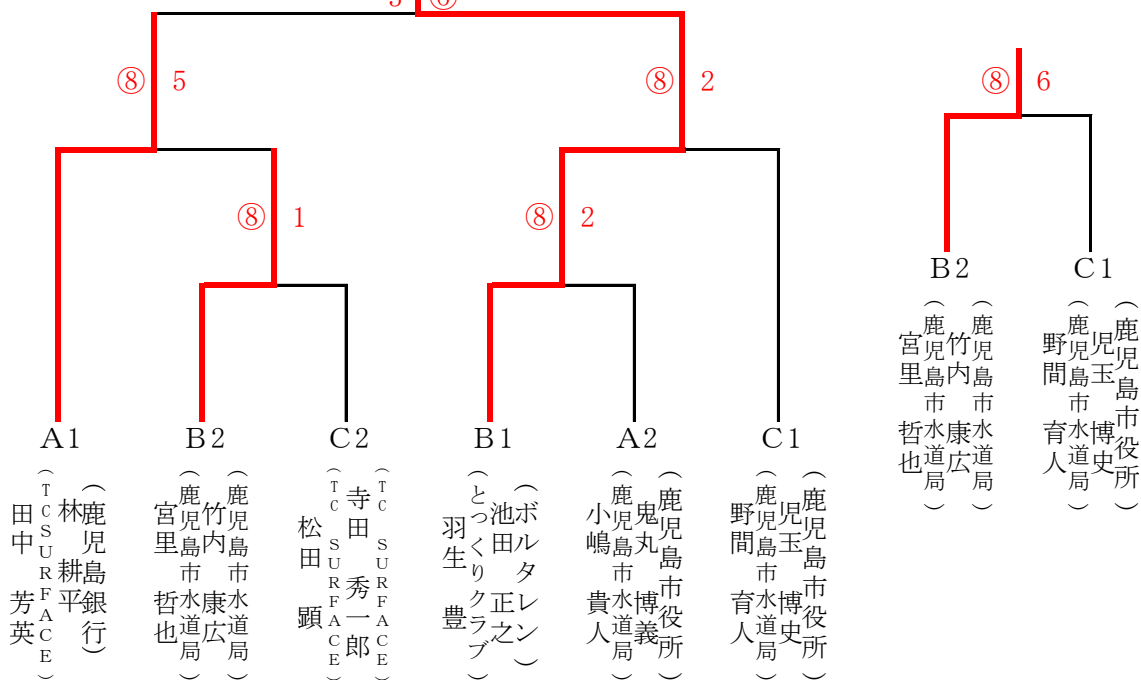 ⑧ 5
⑧ 2
⑧ 6
⑧ 1
⑧ 2
B2
（鹿児島市水道局）
竹内 康広
（鹿児島市水道局）
宮里 哲也
C1
（鹿児島市役所）
児玉 博史
（鹿児島市水道局）
野間 育人
A1
（鹿児島銀行）
林 耕平
（TCSURFACE）
田中 芳英
B2
（鹿児島市水道局）
竹内 康広
（鹿児島市水道局）
宮里 哲也
C2
（TC SURFACE）
寺田 秀一郎
（TC SURFACE）
松田 顕
B1
（ボルタレン）
池田 正之
（とっくりクラブ）
羽生 豊
A2
（鹿児島市役所）
鬼丸 博義
（鹿児島市水道局）
小嶋 貴人
C1
（鹿児島市役所）
児玉 博史
（鹿児島市水道局）
野間 育人